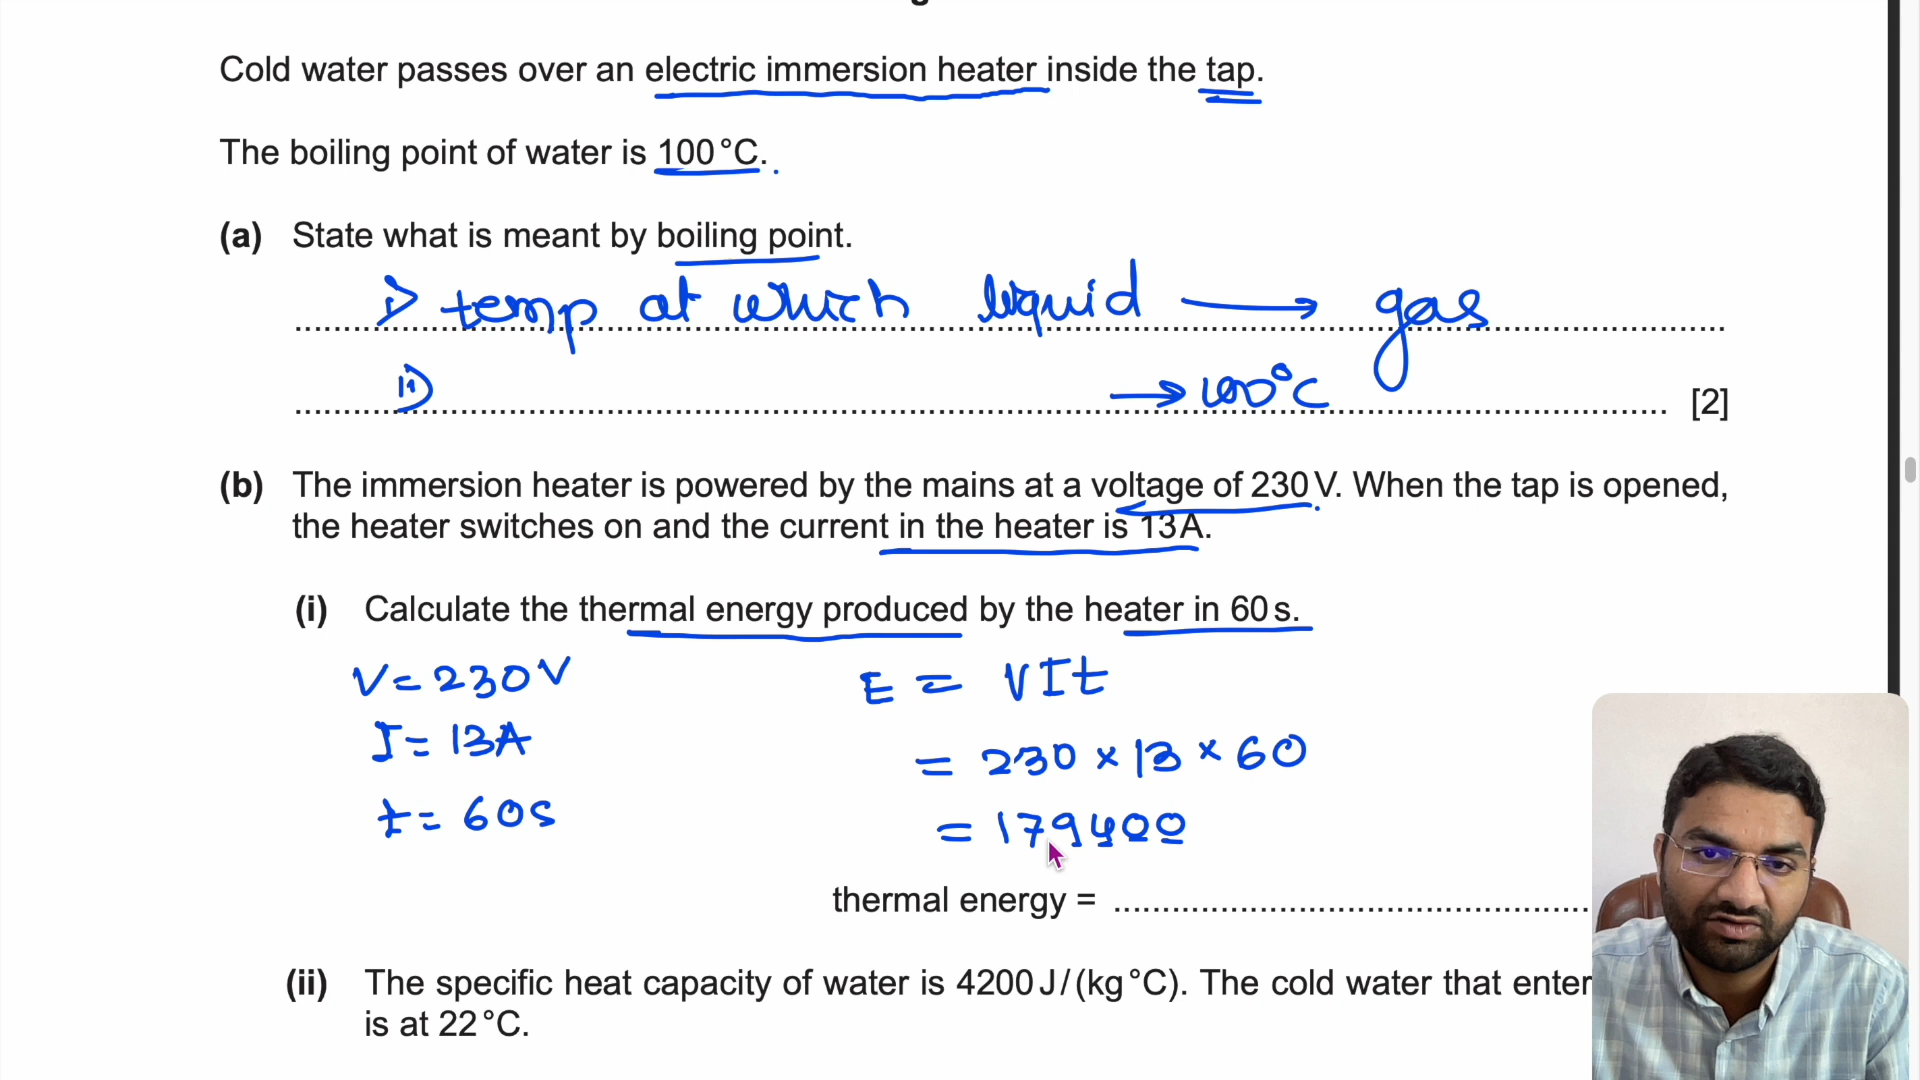 Cold water passes over an electric immersion heater inside the tap.
The boiling point of water is 100 °C.
(a) State what is meant by boiling point.
i) temp at which liquid ⟶ gas
ii) → 100°C
[2]
(b) The immersion heater is powered by the mains at a voltage of 230 V. When the tap is opened,
the heater switches on and the current in the heater is 13 A.
(i) Calculate the thermal energy produced by the heater in 60 s.
V = 230 V
I = 13A
t = 60s
E = VIt
= 230 × 13 × 60
= 179400
thermal energy =
(ii) The specific heat capacity of water is 4200 J/(kg °C). The cold water that enter
is at 22 °C.